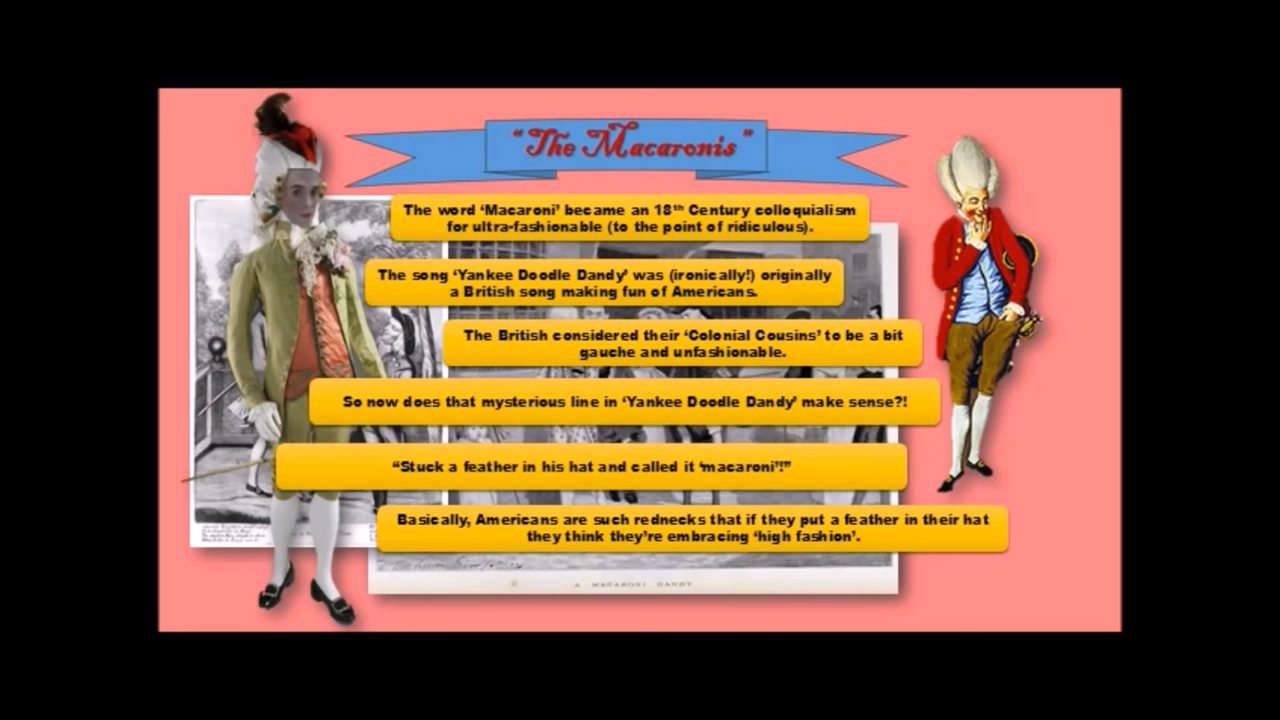 “The Macaronis”
The word ‘Macaroni’ became an 18th Century colloquialism
for ultra-fashionable (to the point of ridiculous).
The song ‘Yankee Doodle Dandy’ was (ironically!) originally
a British song making fun of Americans.
The British considered their ‘Colonial Cousins’ to be a bit
gauche and unfashionable.
So now does that mysterious line in ‘Yankee Doodle Dandy’ make sense?!
“Stuck a feather in his hat and called it ‘macaroni’!”
Basically, Americans are such rednecks that if they put a feather in their hat
they think they’re embracing ‘high fashion’.
A MACARONI DANDY